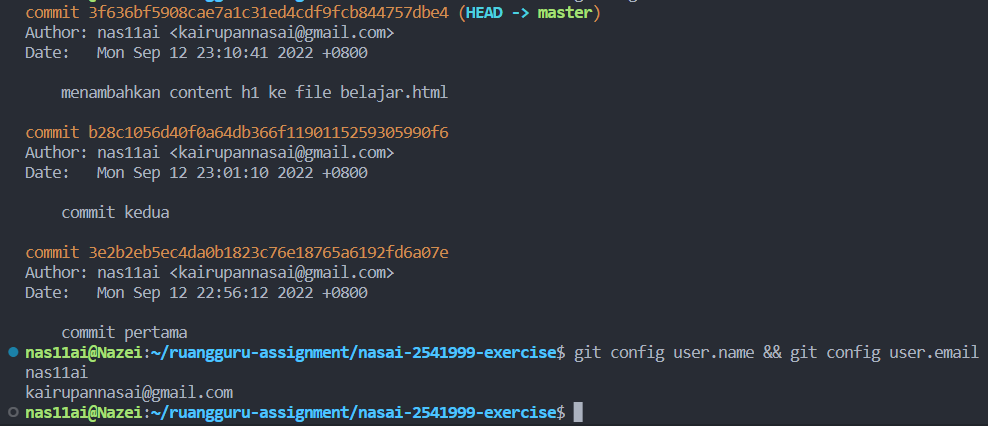 commit 3f636bf5908cae7a1c31ed4cdf9fcb844757dbe4 (HEAD -> master)
Author: nas11ai <kairupannasai@gmail.com>
Date:   Mon Sep 12 23:10:41 2022 +0800
menambahkan content h1 ke file belajar.html
commit b28c1056d40f0a64db366f1190115259305990f6
Author: nas11ai <kairupannasai@gmail.com>
Date:   Mon Sep 12 23:01:10 2022 +0800
commit kedua
commit 3e2b2eb5ec4da0b1823c76e18765a6192fd6a07e
Author: nas11ai <kairupannasai@gmail.com>
Date:   Mon Sep 12 22:56:12 2022 +0800
commit pertama
nas11ai@Nazei:~/ruangguru-assignment/nasai-2541999-exercise$ git config user.name && git config user.email
nas11ai
kairupannasai@gmail.com
nas11ai@Nazei:~/ruangguru-assignment/nasai-2541999-exercise$